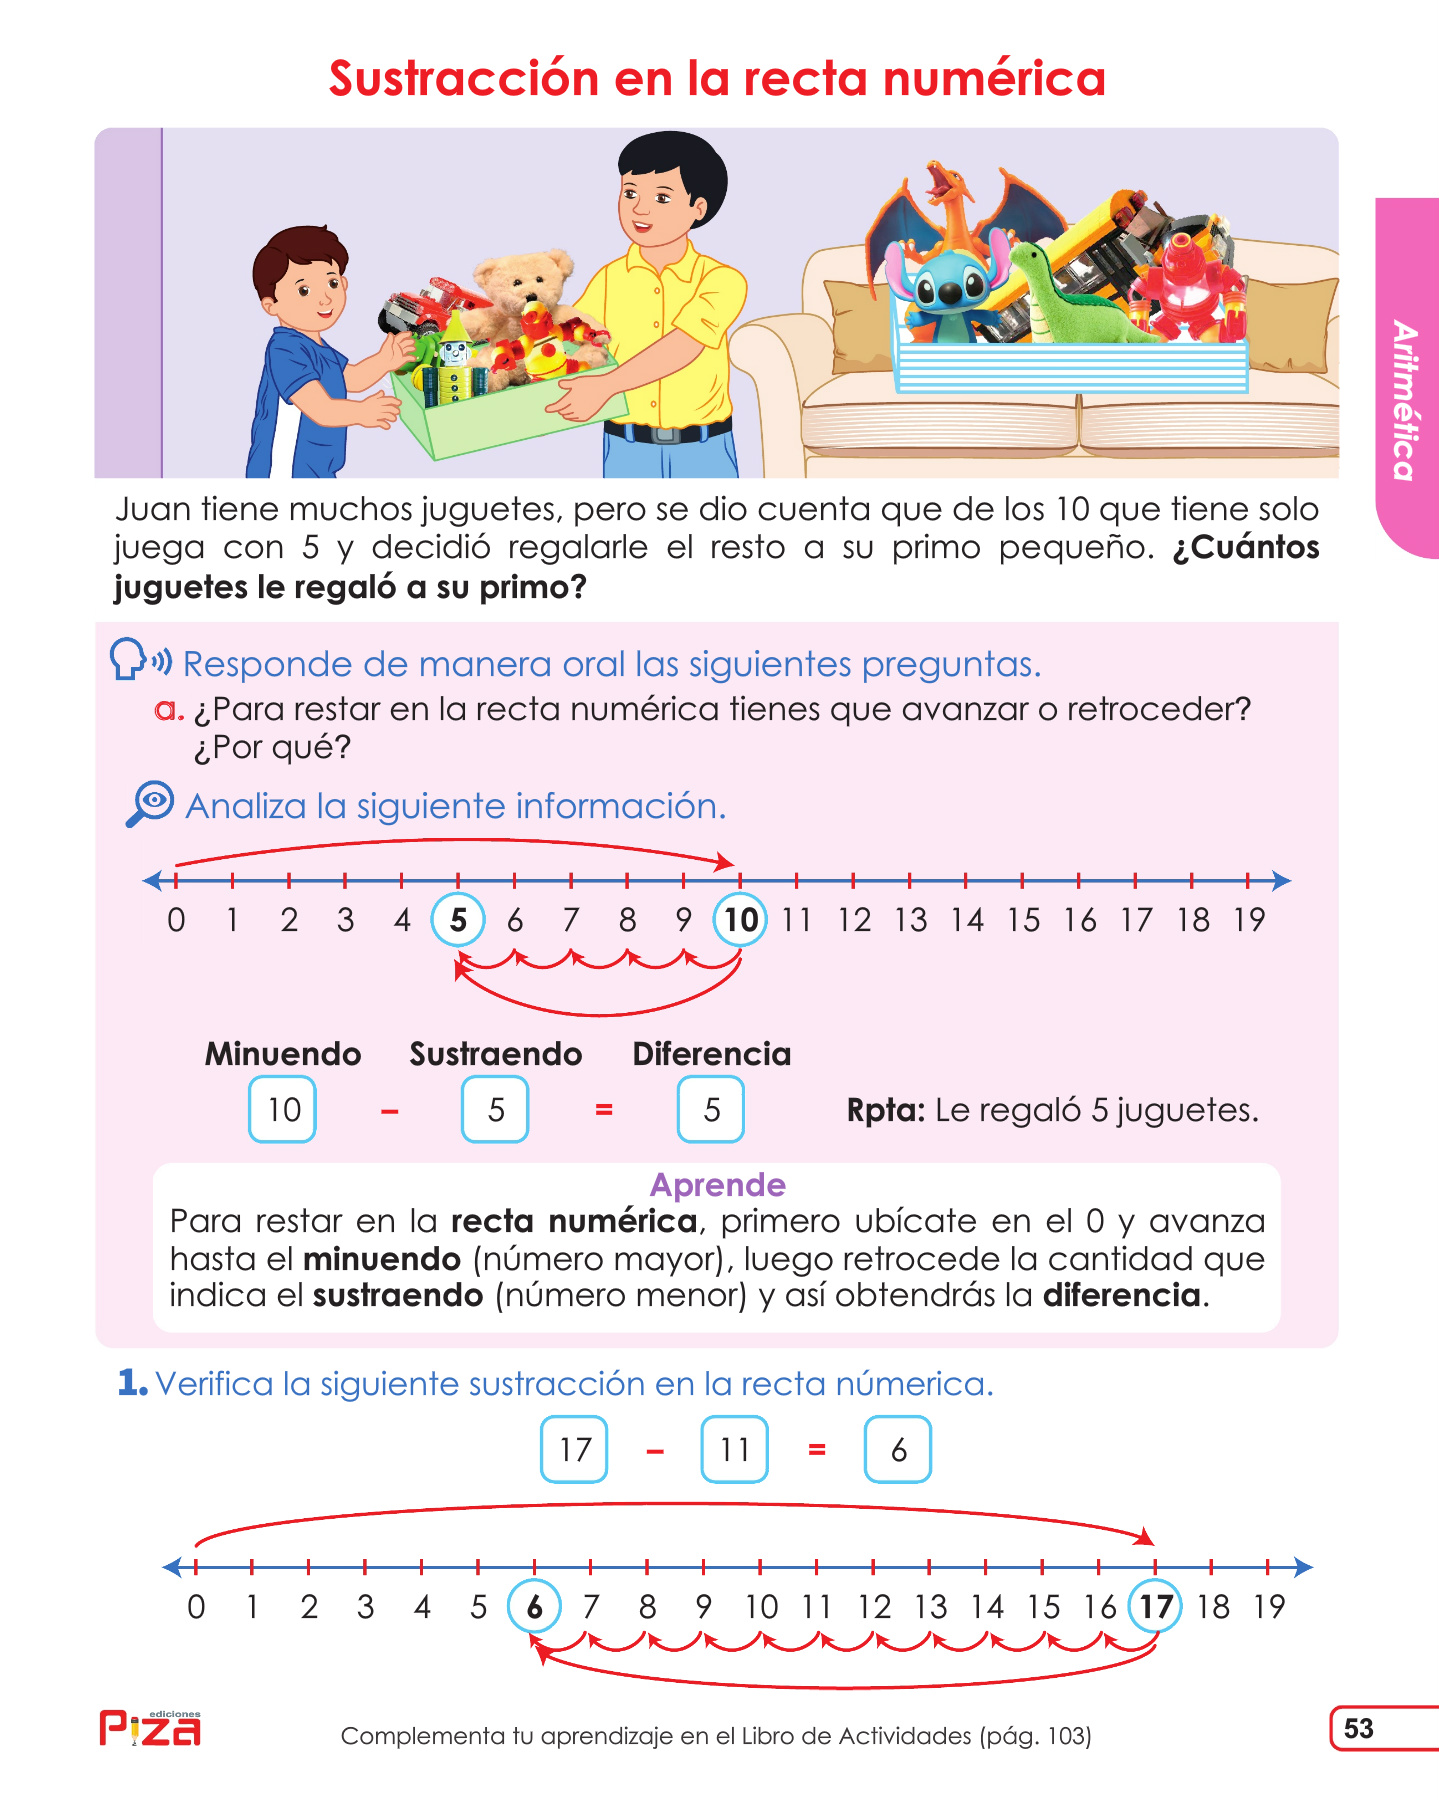 Sustracción en la recta numérica
Aritmética
Juan tiene muchos juguetes, pero se dio cuenta que de los 10 que tiene solo
juega con 5 y decidió regalarle el resto a su primo pequeño. ¿Cuántos
juguetes le regaló a su primo?
Responde de manera oral las siguientes preguntas.
a. ¿Para restar en la recta numérica tienes que avanzar o retroceder?
¿Por qué?
Analiza la siguiente información.
0 1 2 3 4 5 6 7 8 9 10 11 12 13 14 15 16 17 18 19
Minuendo Sustraendo Diferencia
10 – 5 = 5 Rpta: Le regaló 5 juguetes.
Aprende
Para restar en la recta numérica, primero ubícate en el 0 y avanza
hasta el minuendo (número mayor), luego retrocede la cantidad que
indica el sustraendo (número menor) y así obtendrás la diferencia.
1. Verifica la siguiente sustracción en la recta númerica.
17 – 11 = 6
0 1 2 3 4 5 6 7 8 9 10 11 12 13 14 15 16 17 18 19
ediciones
Piza
Complementa tu aprendizaje en el Libro de Actividades (pág. 103)
53